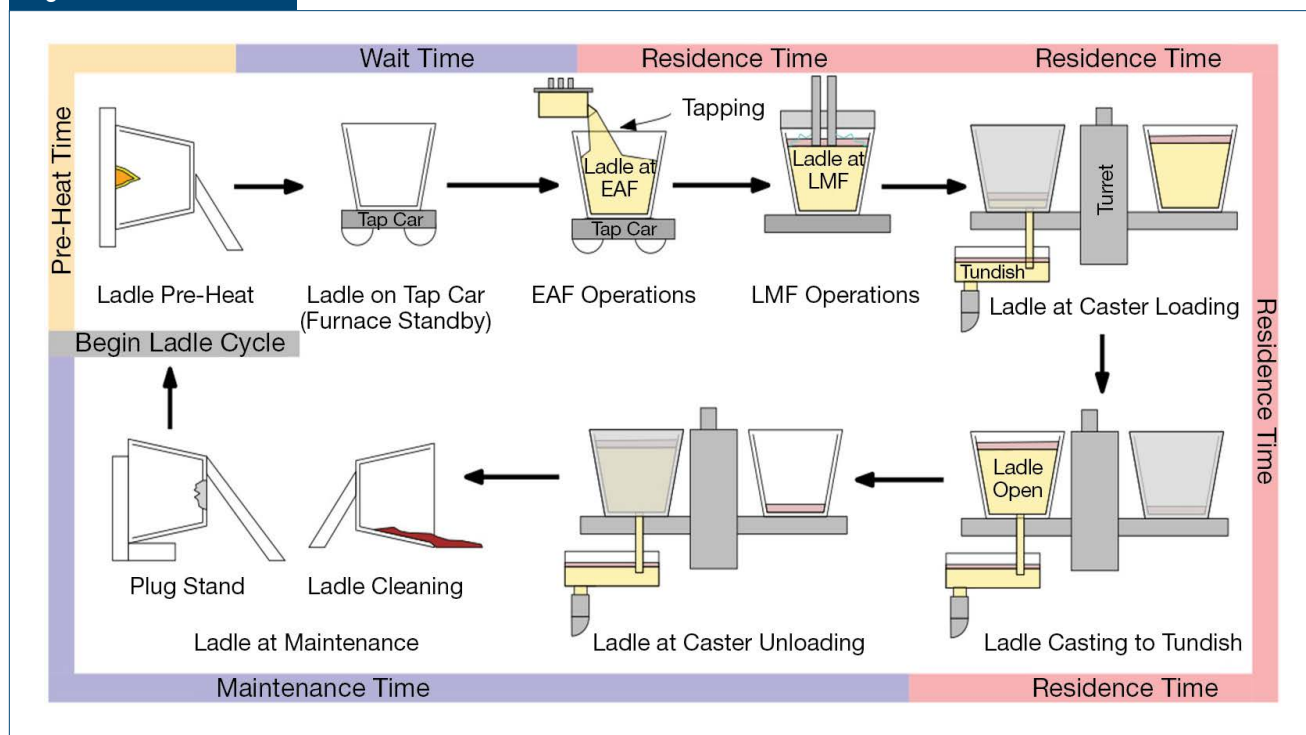 Wait Time
Residence Time
Residence Time
Pre-Heat Time
Tapping
Ladle at
EAF
Tap Car
Tap Car
Ladle at
LMF
Turret
Tundish
Ladle Pre-Heat
Ladle on Tap Car
(Furnace Standby)
EAF Operations
LMF Operations
Ladle at Caster Loading
Residence Time
Begin Ladle Cycle
Ladle
Open
Plug Stand
Ladle Cleaning
Ladle at Maintenance
Ladle at Caster Unloading
Ladle Casting to Tundish
Maintenance Time
Residence Time